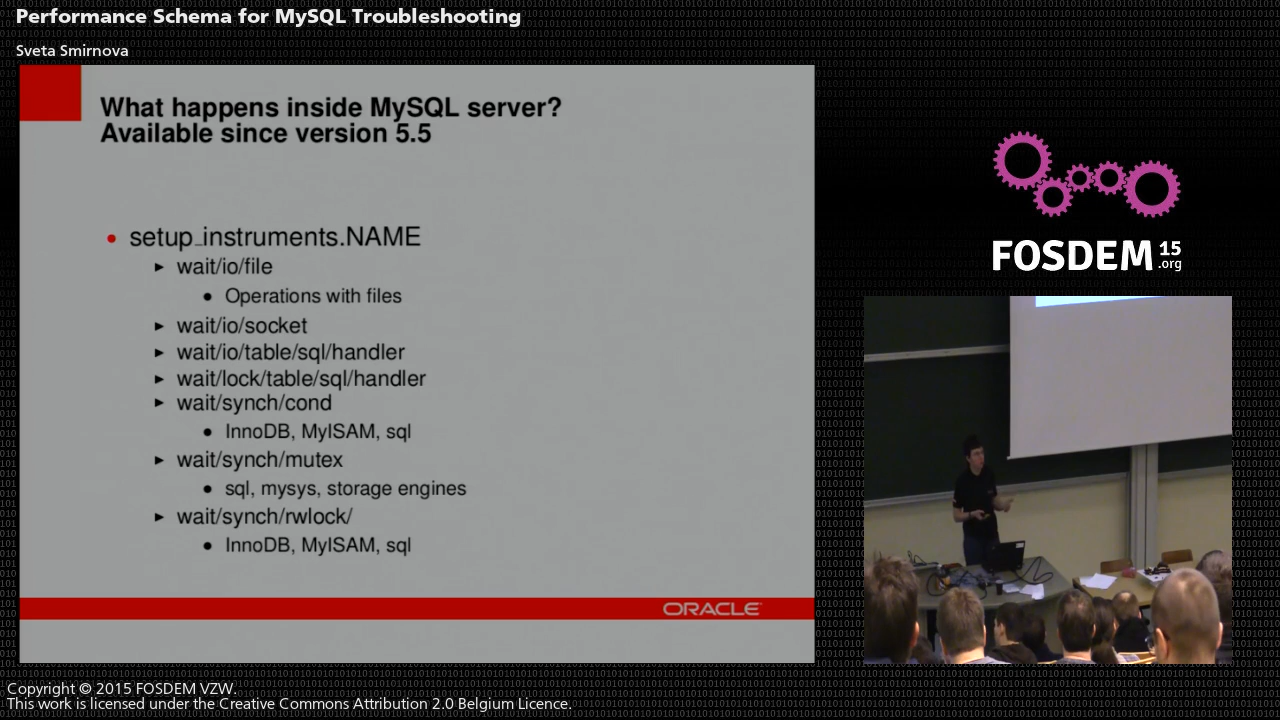 Performance Schema for MySQL Troubleshooting
Sveta Smirnova
What happens inside MySQL server?
Available since version 5.5
setup_instruments.NAME
wait/io/file
Operations with files
wait/io/socket
wait/io/table/sql/handler
wait/lock/table/sql/handler
wait/synch/cond
InnoDB, MyISAM, sql
wait/synch/mutex
sql, mysys, storage engines
wait/synch/rwlock/
InnoDB, MyISAM, sql
ORACLE
FOSDEM 15
.org
Copyright © 2015 FOSDEM VZW.
This work is licensed under the Creative Commons Attribution 2.0 Belgium Licence.